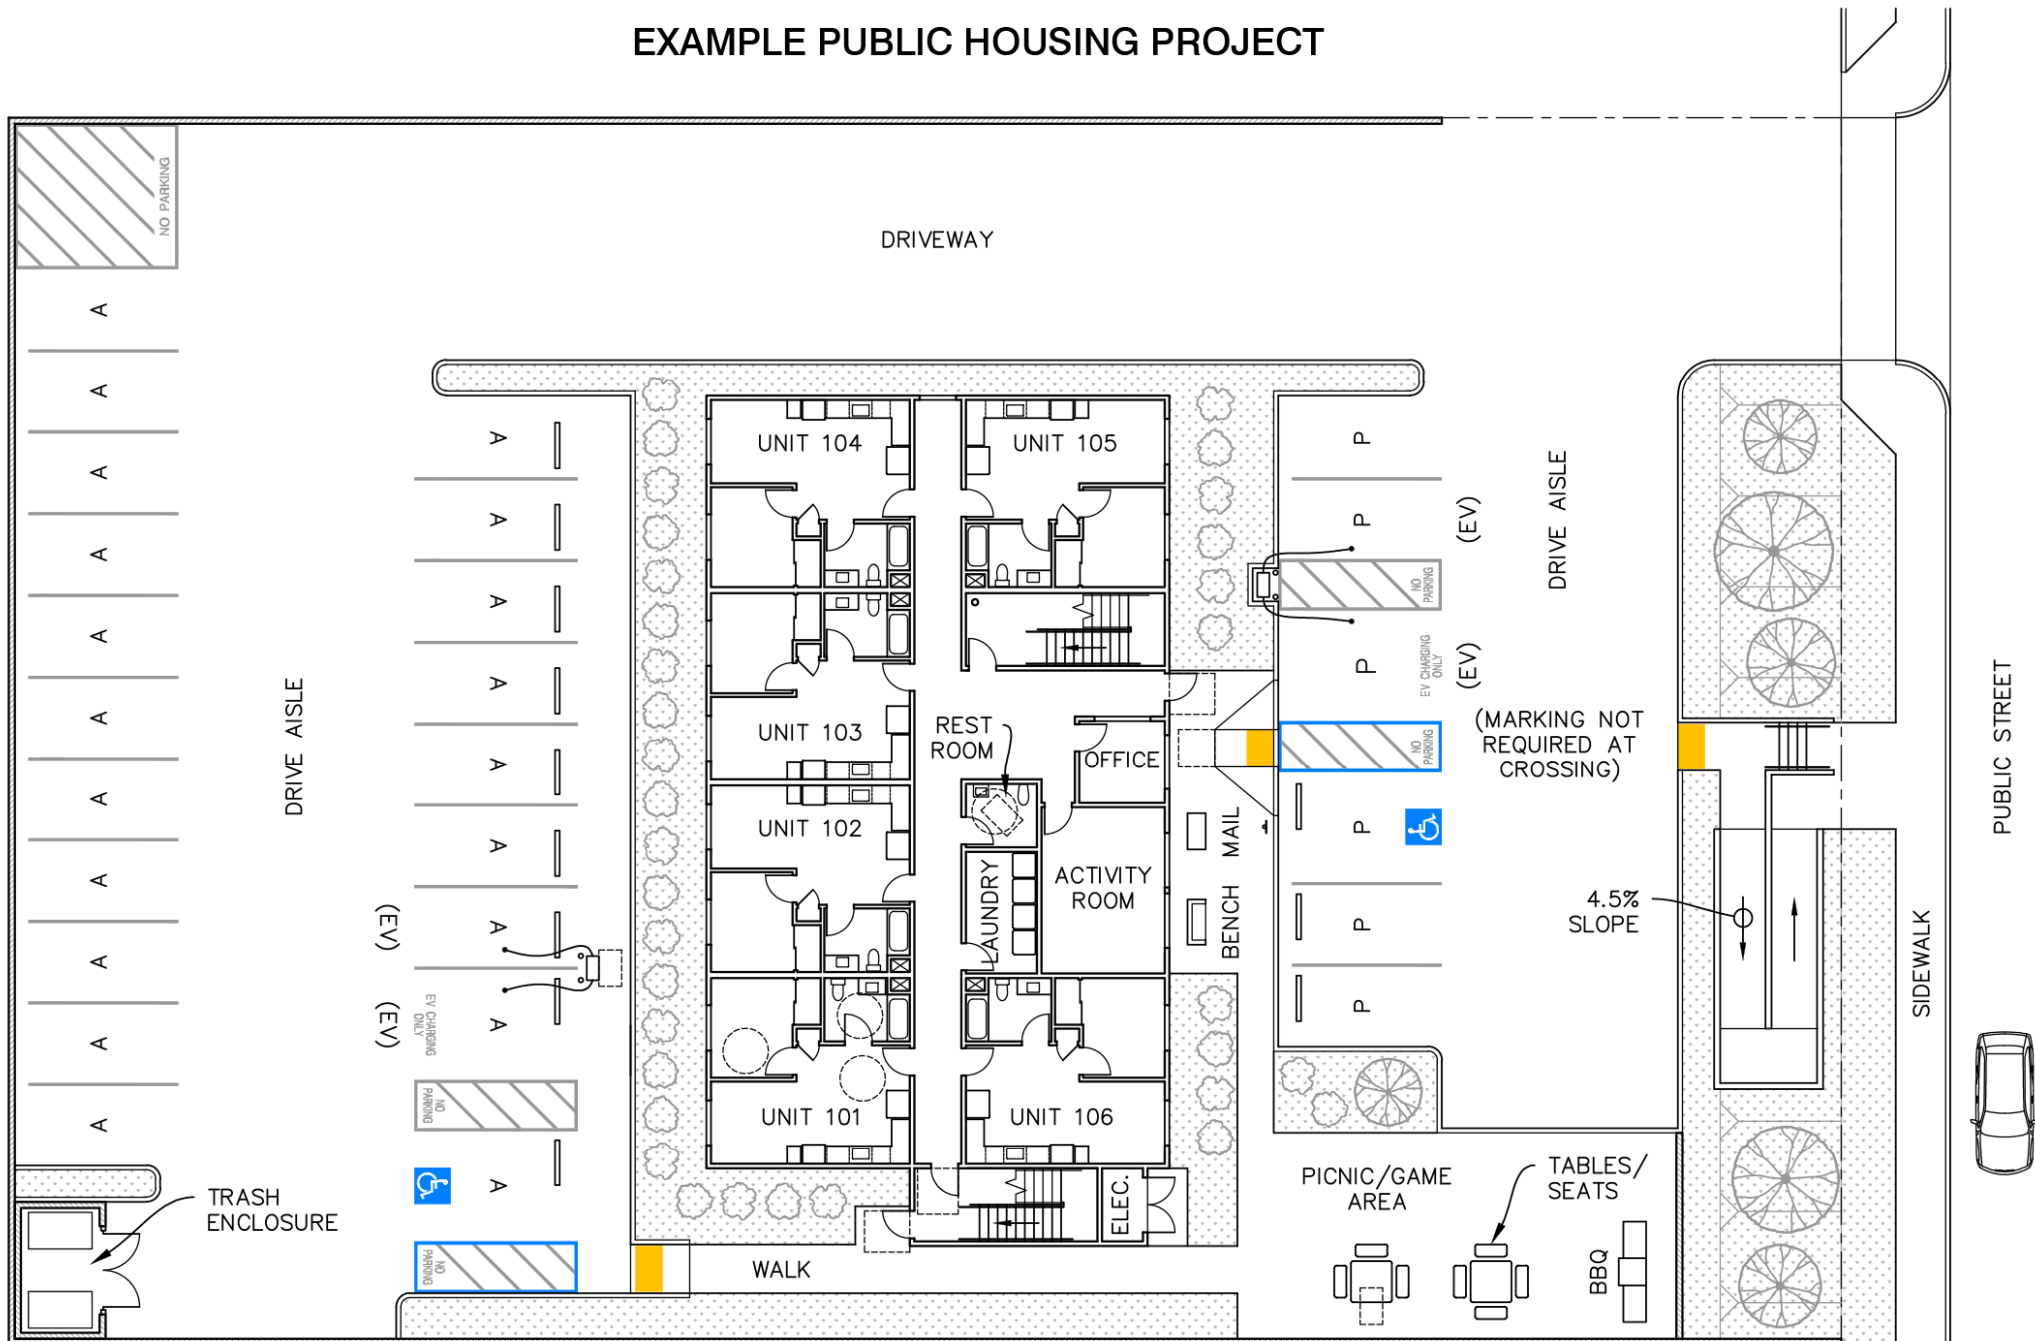 EXAMPLE PUBLIC HOUSING PROJECT
NO PARKING
DRIVEWAY
A
A
A
A
A
A
A
A
A
A
A
DRIVE AISLE
TRASH
ENCLOSURE
A
A
A
A
A
A
A
A
A
(EV)
(EV)
EV CHARGING
ONLY
NO
PARKING
NO
PARKING
UNIT 104
UNIT 105
UNIT 103
UNIT 102
UNIT 101
UNIT 106
REST
ROOM
OFFICE
LAUNDRY
ACTIVITY
ROOM
ELEC.
WALK
MAIL
BENCH
P
P
P
P
P
P
(EV)
(EV)
NO
PARKING
EV CHARGING
ONLY
NO
PARKING
DRIVE AISLE
(MARKING NOT
REQUIRED AT
CROSSING)
4.5%
SLOPE
PICNIC/GAME
AREA
TABLES/
SEATS
BBQ
SIDEWALK
PUBLIC STREET